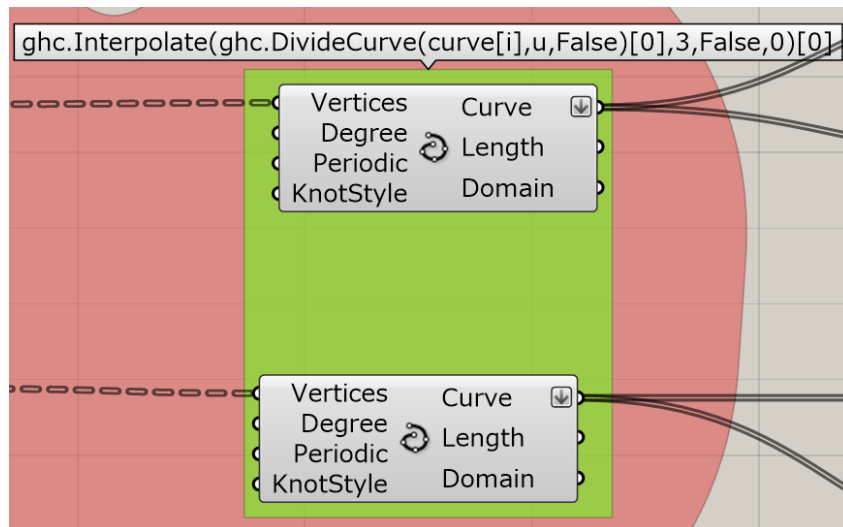 ghc.Interpolate(ghc.DivideCurve(curve[i],u,False)[0],3,False,0)[0]
Vertices Curve
Degree
Periodic Length
KnotStyle Domain
Vertices Curve
Degree
Periodic Length
KnotStyle Domain